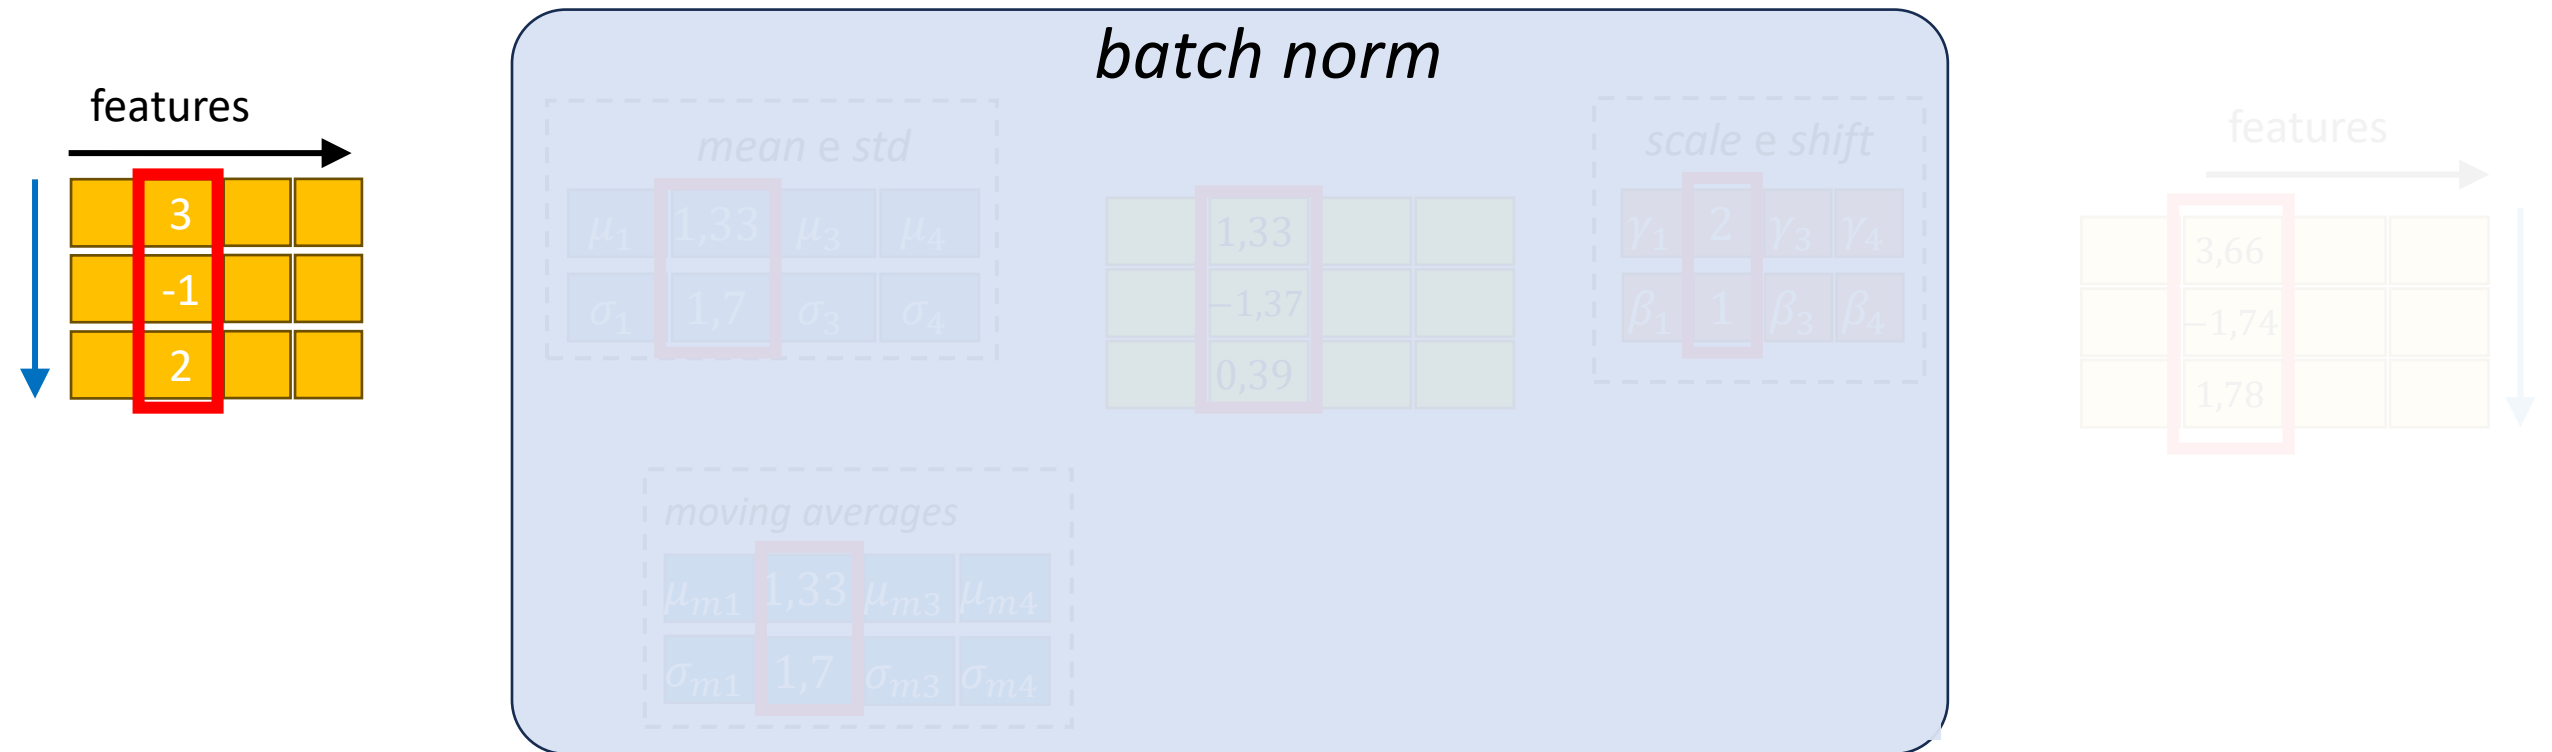 batch norm
features
3
-1
2
mean e std
μ1 1,33 μ3 μ4
σ1 1,7 σ3 σ4
1,33
−1,37
0,39
scale e shift
γ1 2 γ3 γ4
β1 1 β3 β4
moving averages
μm1 1,33 μm3 μm4
σm1 1,7 σm3 σm4
features
3,66
−1,74
1,78